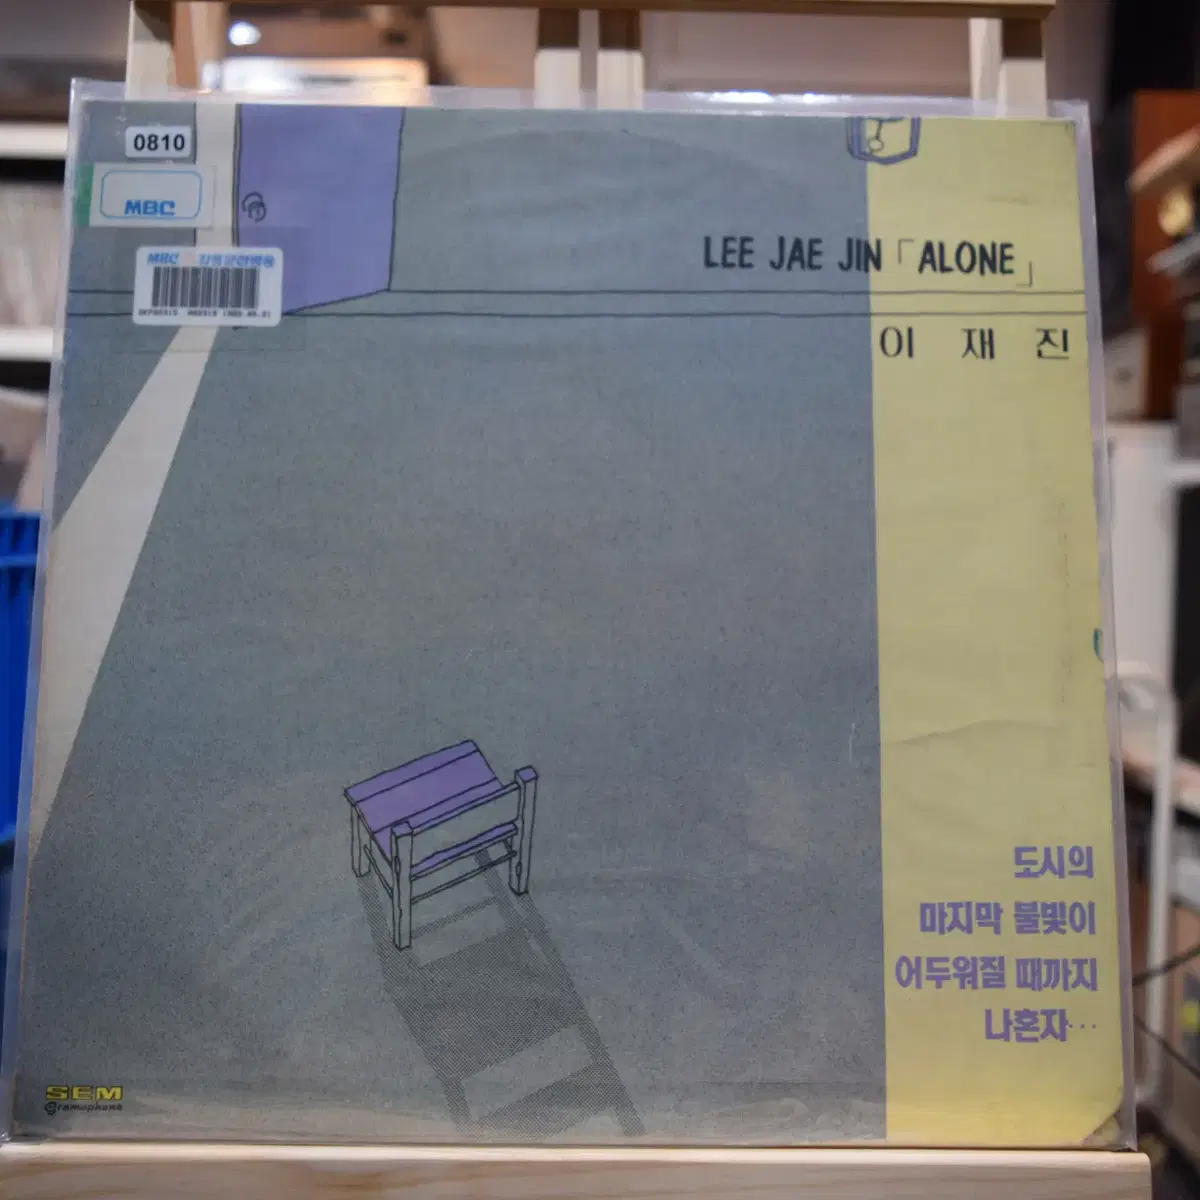 0810
MBC
MBC
LEE JAE JIN「ALONE」
이 재 진
도시의
마지막 불빛이
어두워질 때까지
나혼자…
SEM
gramophone